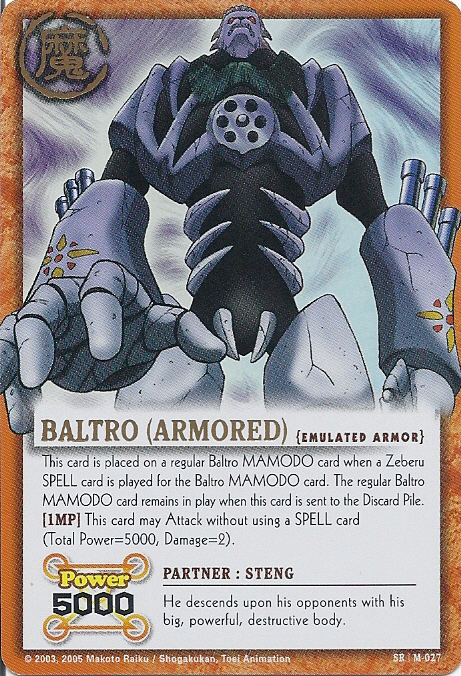 魔
BALTRO (ARMORED) {EMULATED ARMOR}
This card is placed on a regular Baltro MAMODO card when a Zeberu
SPELL card is played for the Baltro MAMODO card. The regular Baltro
MAMODO card remains in play when this card is sent to the Discard Pile.
[1MP] This card may Attack without using a SPELL card
(Total Power=5000, Damage=2).
Power
5000
PARTNER : STENG
He descends upon his opponents with his
big, powerful, destructive body.
© 2003, 2005 Makoto Raiku / Shogakukan, Toei Animation
SR | M-027